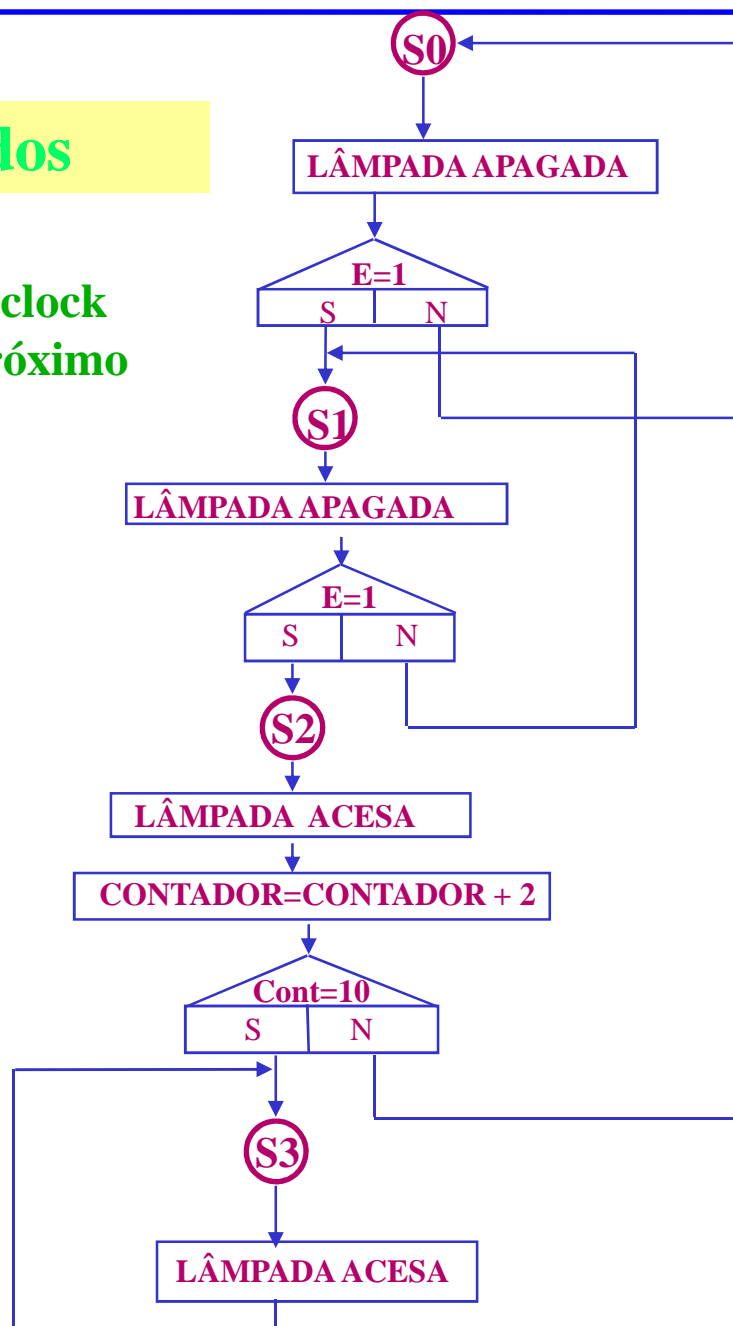 S0
dos
LÂMPADA APAGADA
E=1
S N
clock
róximo
S1
LÂMPADA APAGADA
E=1
S N
S2
LÂMPADA ACESA
CONTADOR=CONTADOR + 2
Cont=10
S N
S3
LÂMPADA ACESA